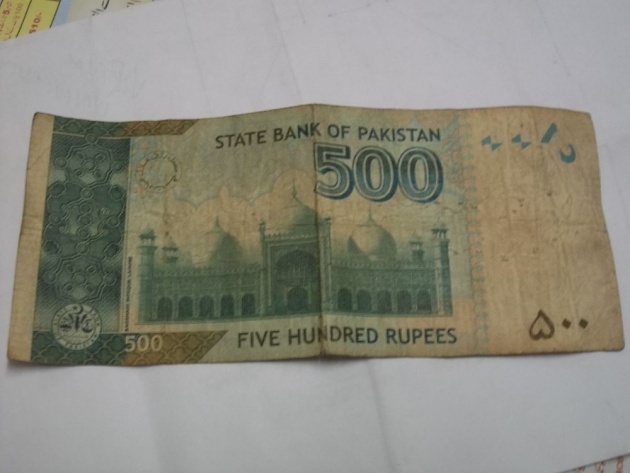 STATE BANK OF PAKISTAN
500
FIVE HUNDRED RUPEES
500
۵۰۰